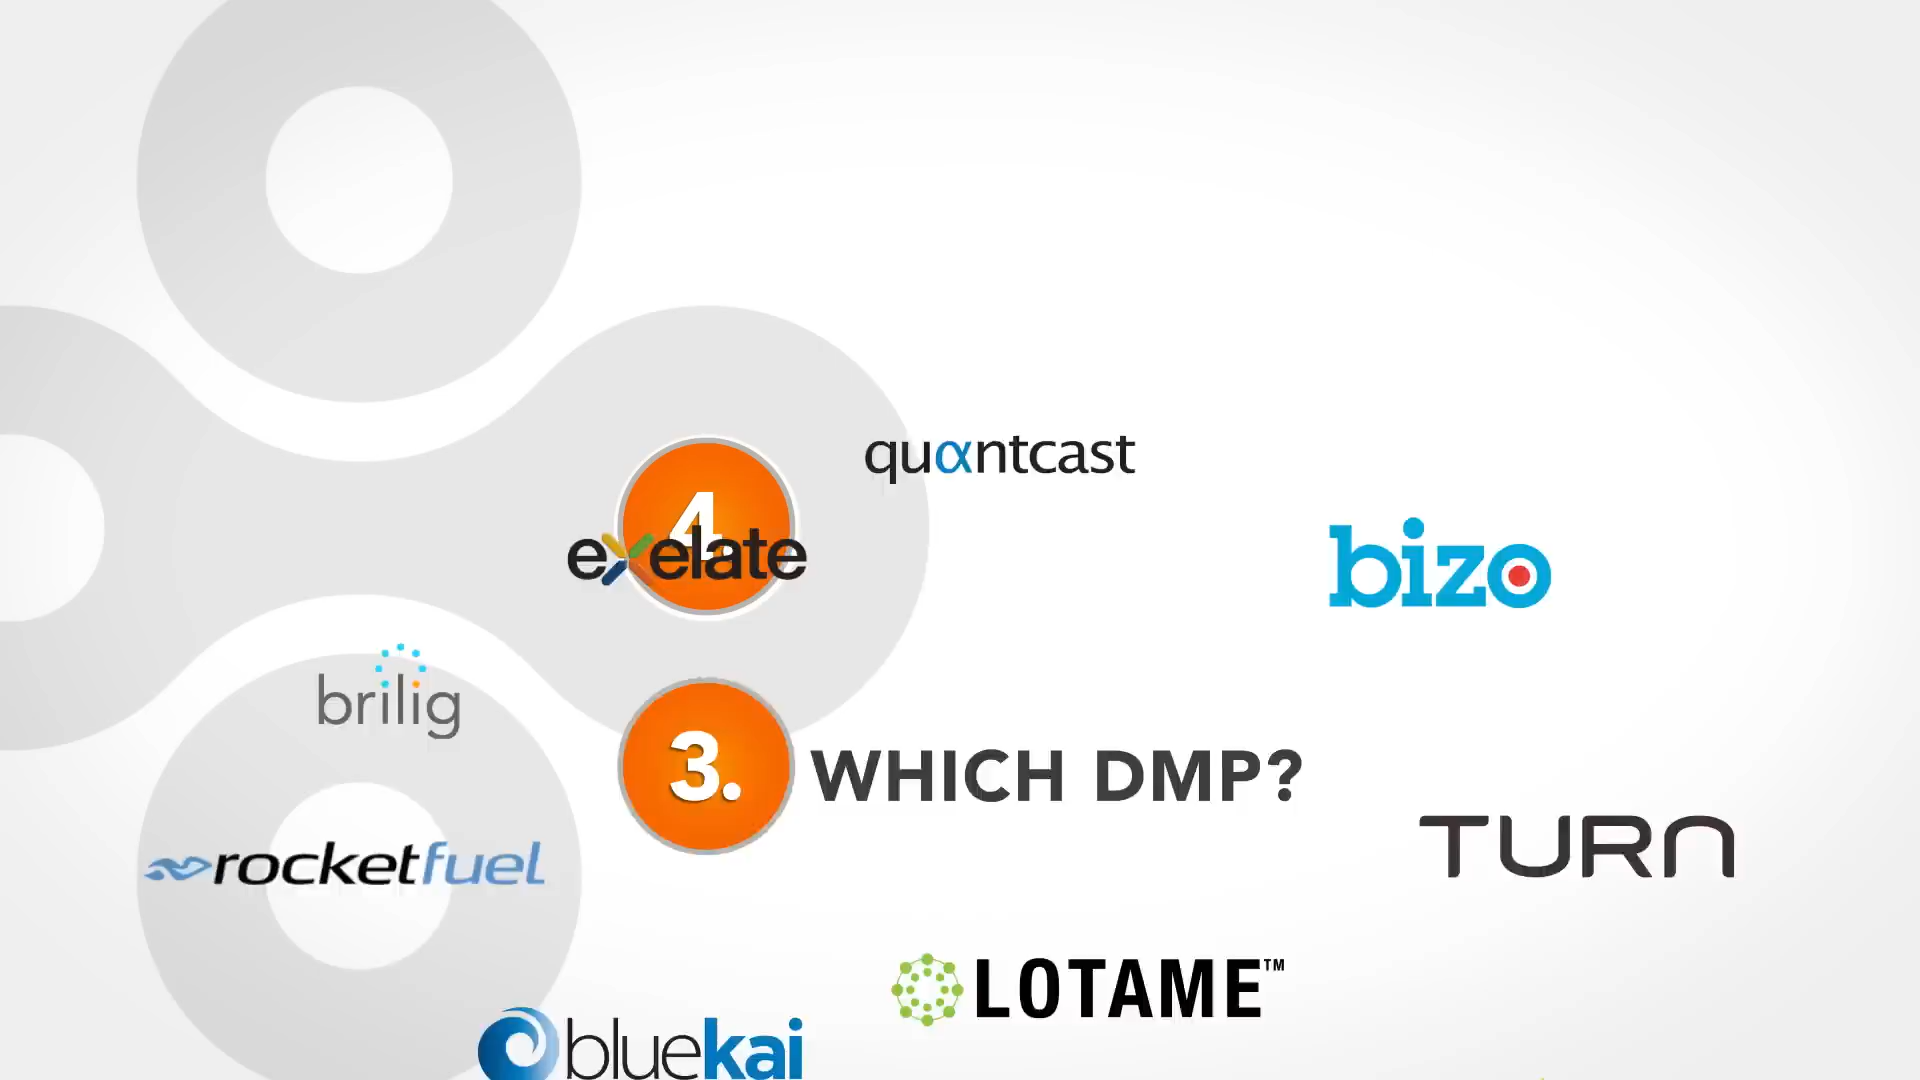 quantcast
4.
exelate
bizo
brilig
3. WHICH DMP?
TURN
rocketfuel
LOTAME™
bluekai